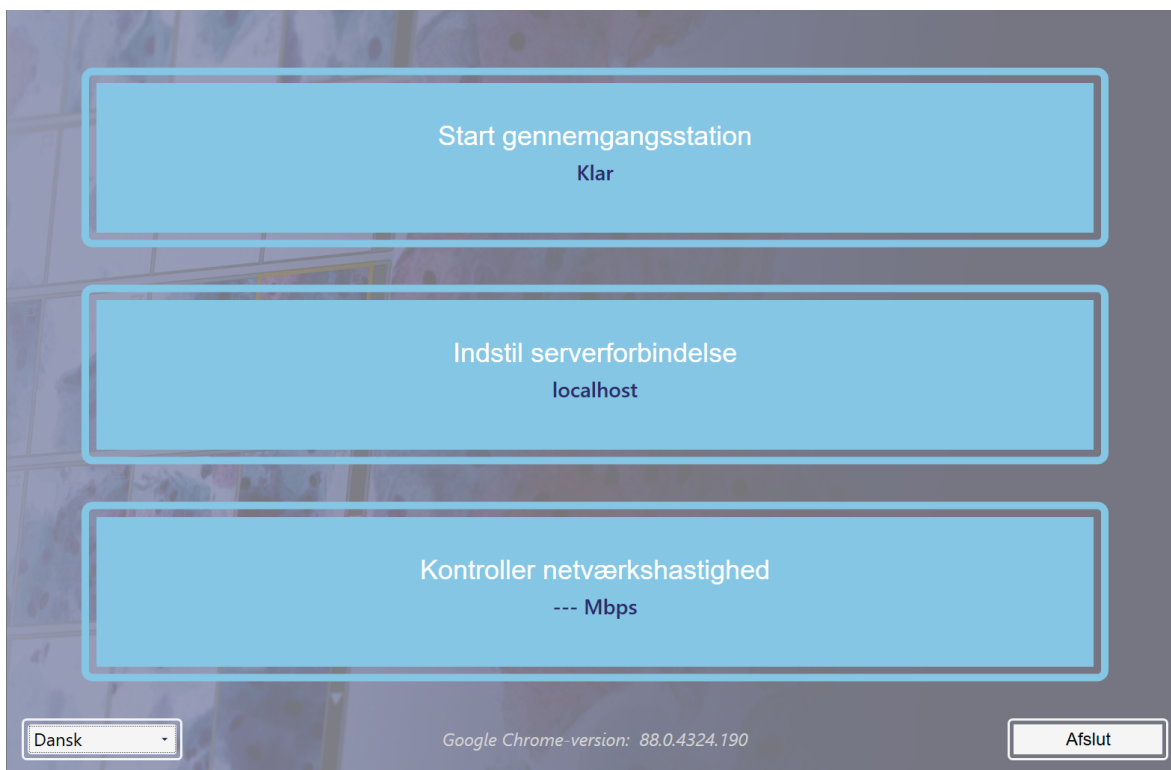 Start gennemgangsstation
Klar
Indstil serverforbindelse
localhost
Kontroller netværkshastighed
--- Mbps
Dansk
Google Chrome-version: 88.0.4324.190
Afslut